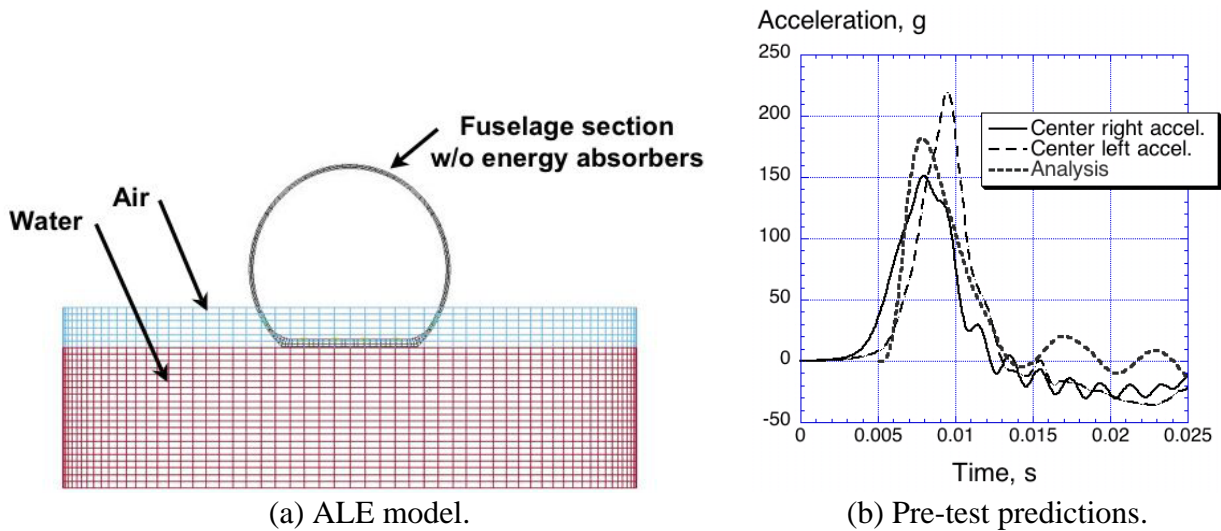 Fuselage section
w/o energy absorbers
Air
Water
(a) ALE model.
Acceleration, g
250
200
150
100
50
0
-50
Center right accel.
Center left accel.
Analysis
0 0.005 0.01 0.015 0.02 0.025
Time, s
(b) Pre-test predictions.